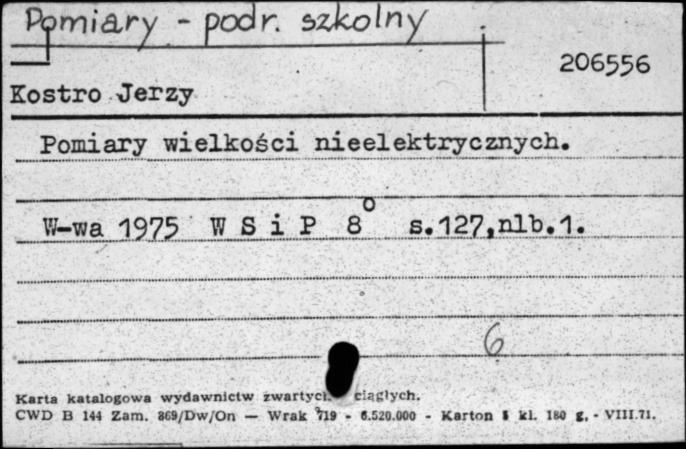 Pomiary - podr. szkolny
206556
Kostro Jerzy
Pomiary wielkości nieelektrycznych.
W-wa 1975 W S i P 8° s.127,nlb.1.
6
Karta katalogowa wydawnictw ciągłych.
CWD B 144 Zam. 869/Dw/On — Wrak 719 - 6.520.000 - Karton kl. 180 g. - VIII.71.